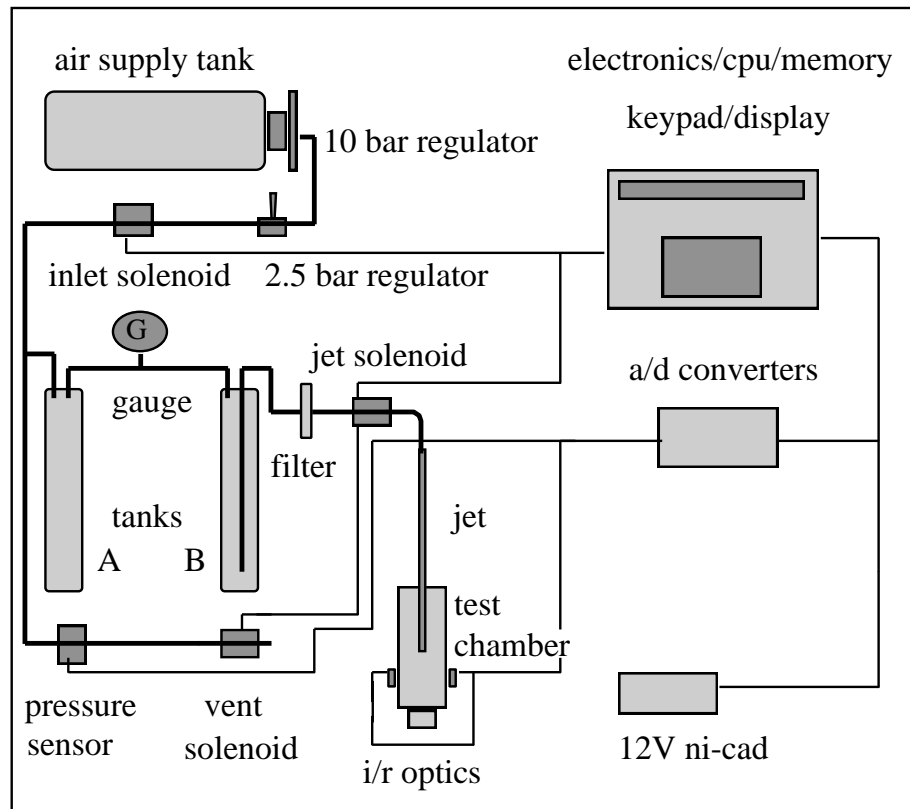 air supply tank
electronics/cpu/memory
keypad/display
10 bar regulator
inlet solenoid
2.5 bar regulator
G
jet solenoid
gauge
a/d converters
filter
tanks
A
B
jet
test
chamber
pressure
sensor
vent
solenoid
i/r optics
12V ni-cad